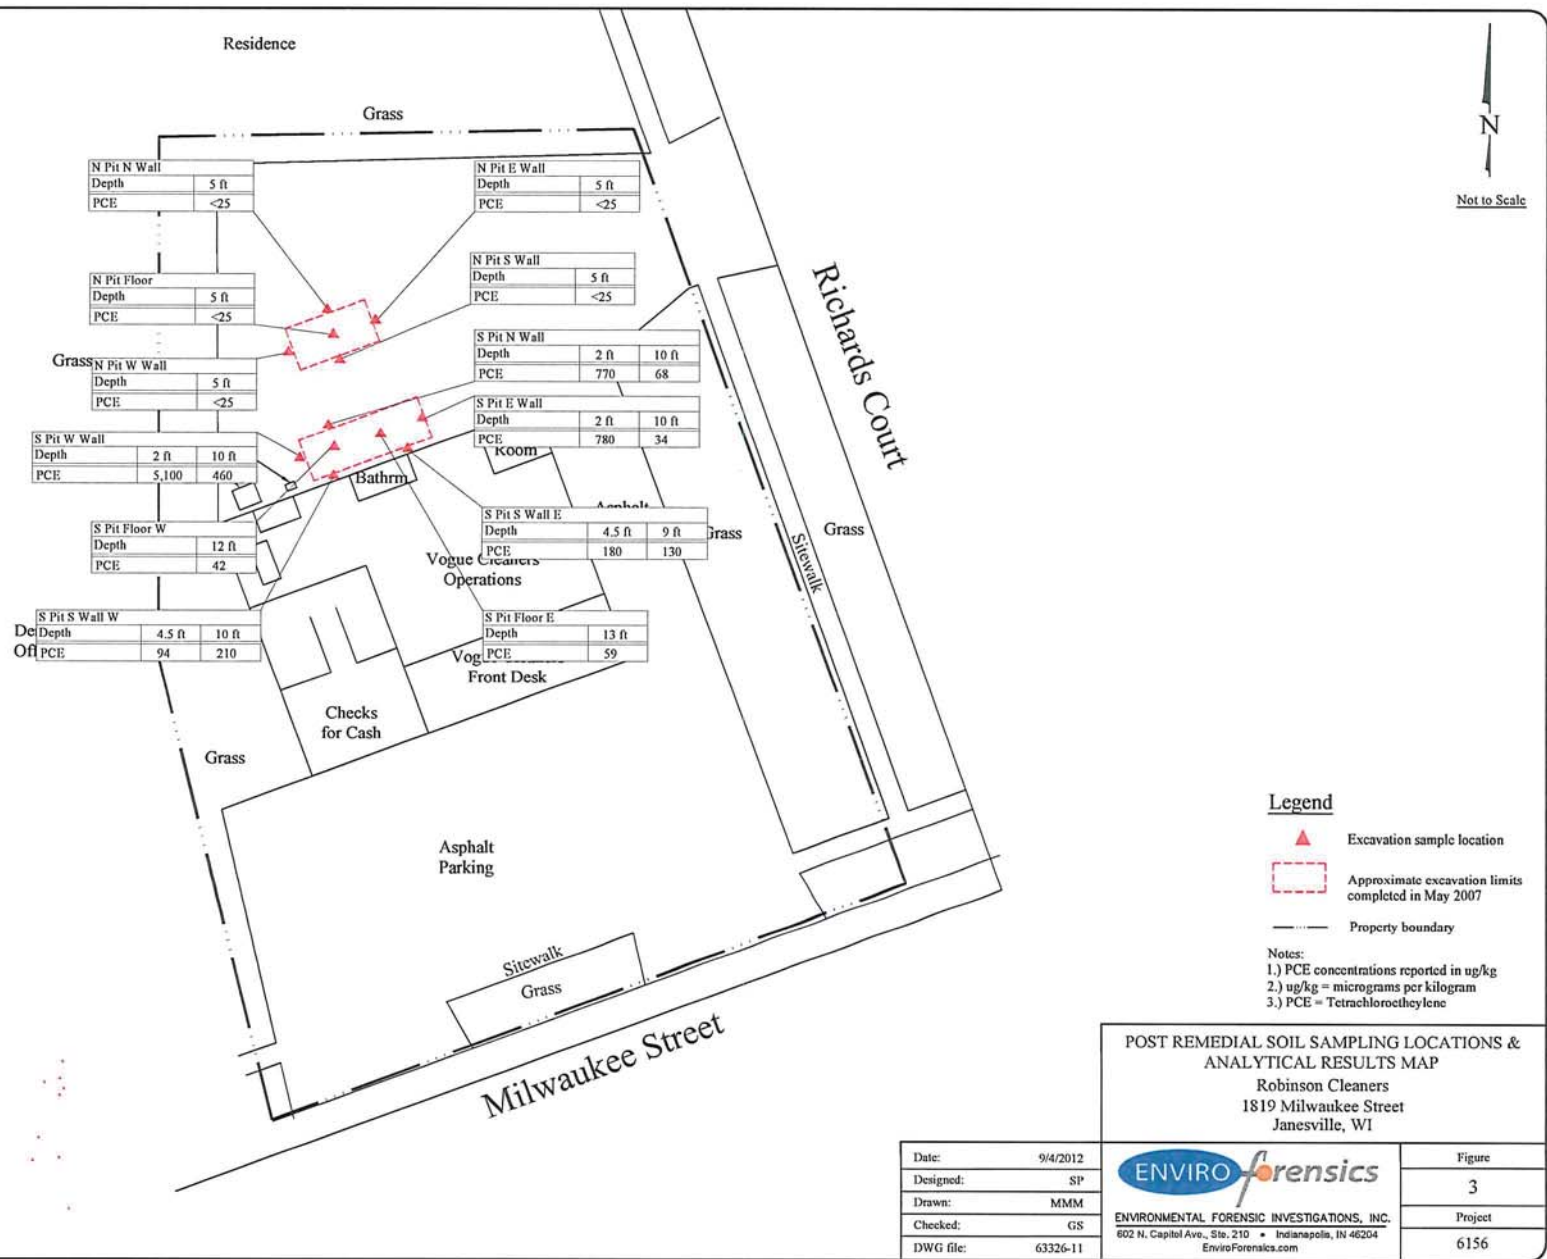 Residence
Grass
N
Not to Scale
N Pit N Wall
Depth 5 ft
PCE <25
N Pit E Wall
Depth 5 ft
PCE <25
N Pit S Wall
Depth 5 ft
PCE <25
N Pit Floor
Depth 5 ft
PCE <25
Grass
N Pit W Wall
Depth 5 ft
PCE <25
S Pit N Wall
Depth 2 ft 10 ft
PCE 770 68
S Pit E Wall
Depth 2 ft 10 ft
PCE 780 34
S Pit W Wall
Depth 2 ft 10 ft
PCE 5,100 460
Room
Bathrm
S Pit Floor W
Depth 12 ft
PCE 42
Asphalt
S Pit S Wall E
Depth 4.5 ft 9 ft
PCE 180 130
Grass
Vogue Cleaners
Operations
S Pit S Wall W
Depth 4.5 ft 10 ft
PCE 94 210
De
Off
S Pit Floor E
Depth 13 ft
PCE 59
Vogue Cleaners
Front Desk
Checks
for Cash
Grass
Richards Court
Sitewalk
Grass
Asphalt
Parking
Sitewalk
Grass
Milwaukee Street
Legend
Excavation sample location
Approximate excavation limits
completed in May 2007
Property boundary
Notes:
1.) PCE concentrations reported in ug/kg
2.) ug/kg = micrograms per kilogram
3.) PCE = Tetrachloroethylene
POST REMEDIAL SOIL SAMPLING LOCATIONS &
ANALYTICAL RESULTS MAP
Robinson Cleaners
1819 Milwaukee Street
Janesville, WI
Date: 9/4/2012
Designed: SP
Drawn: MMM
Checked: GS
DWG file: 63326-11
ENVIRO forensics
ENVIRONMENTAL FORENSIC INVESTIGATIONS, INC.
602 N. Capitol Ave., Ste. 210 • Indianapolis, IN 46204
EnviroForensics.com
Figure
3
Project
6156